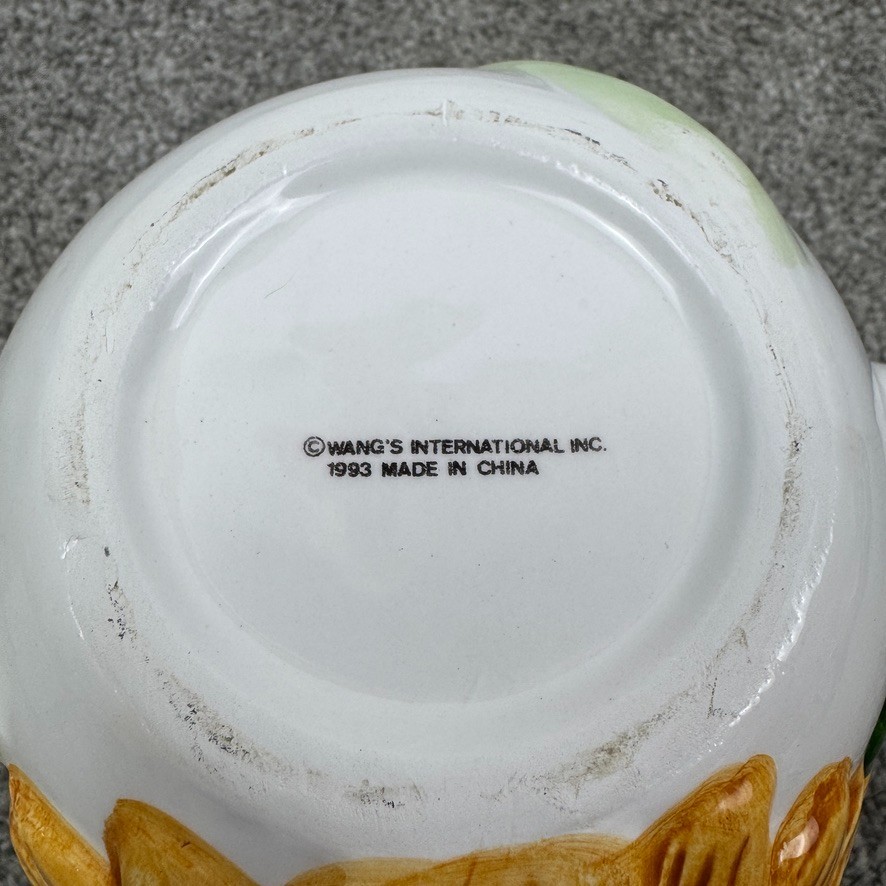 ©WANG'S INTERNATIONAL INC.
1993 MADE IN CHINA